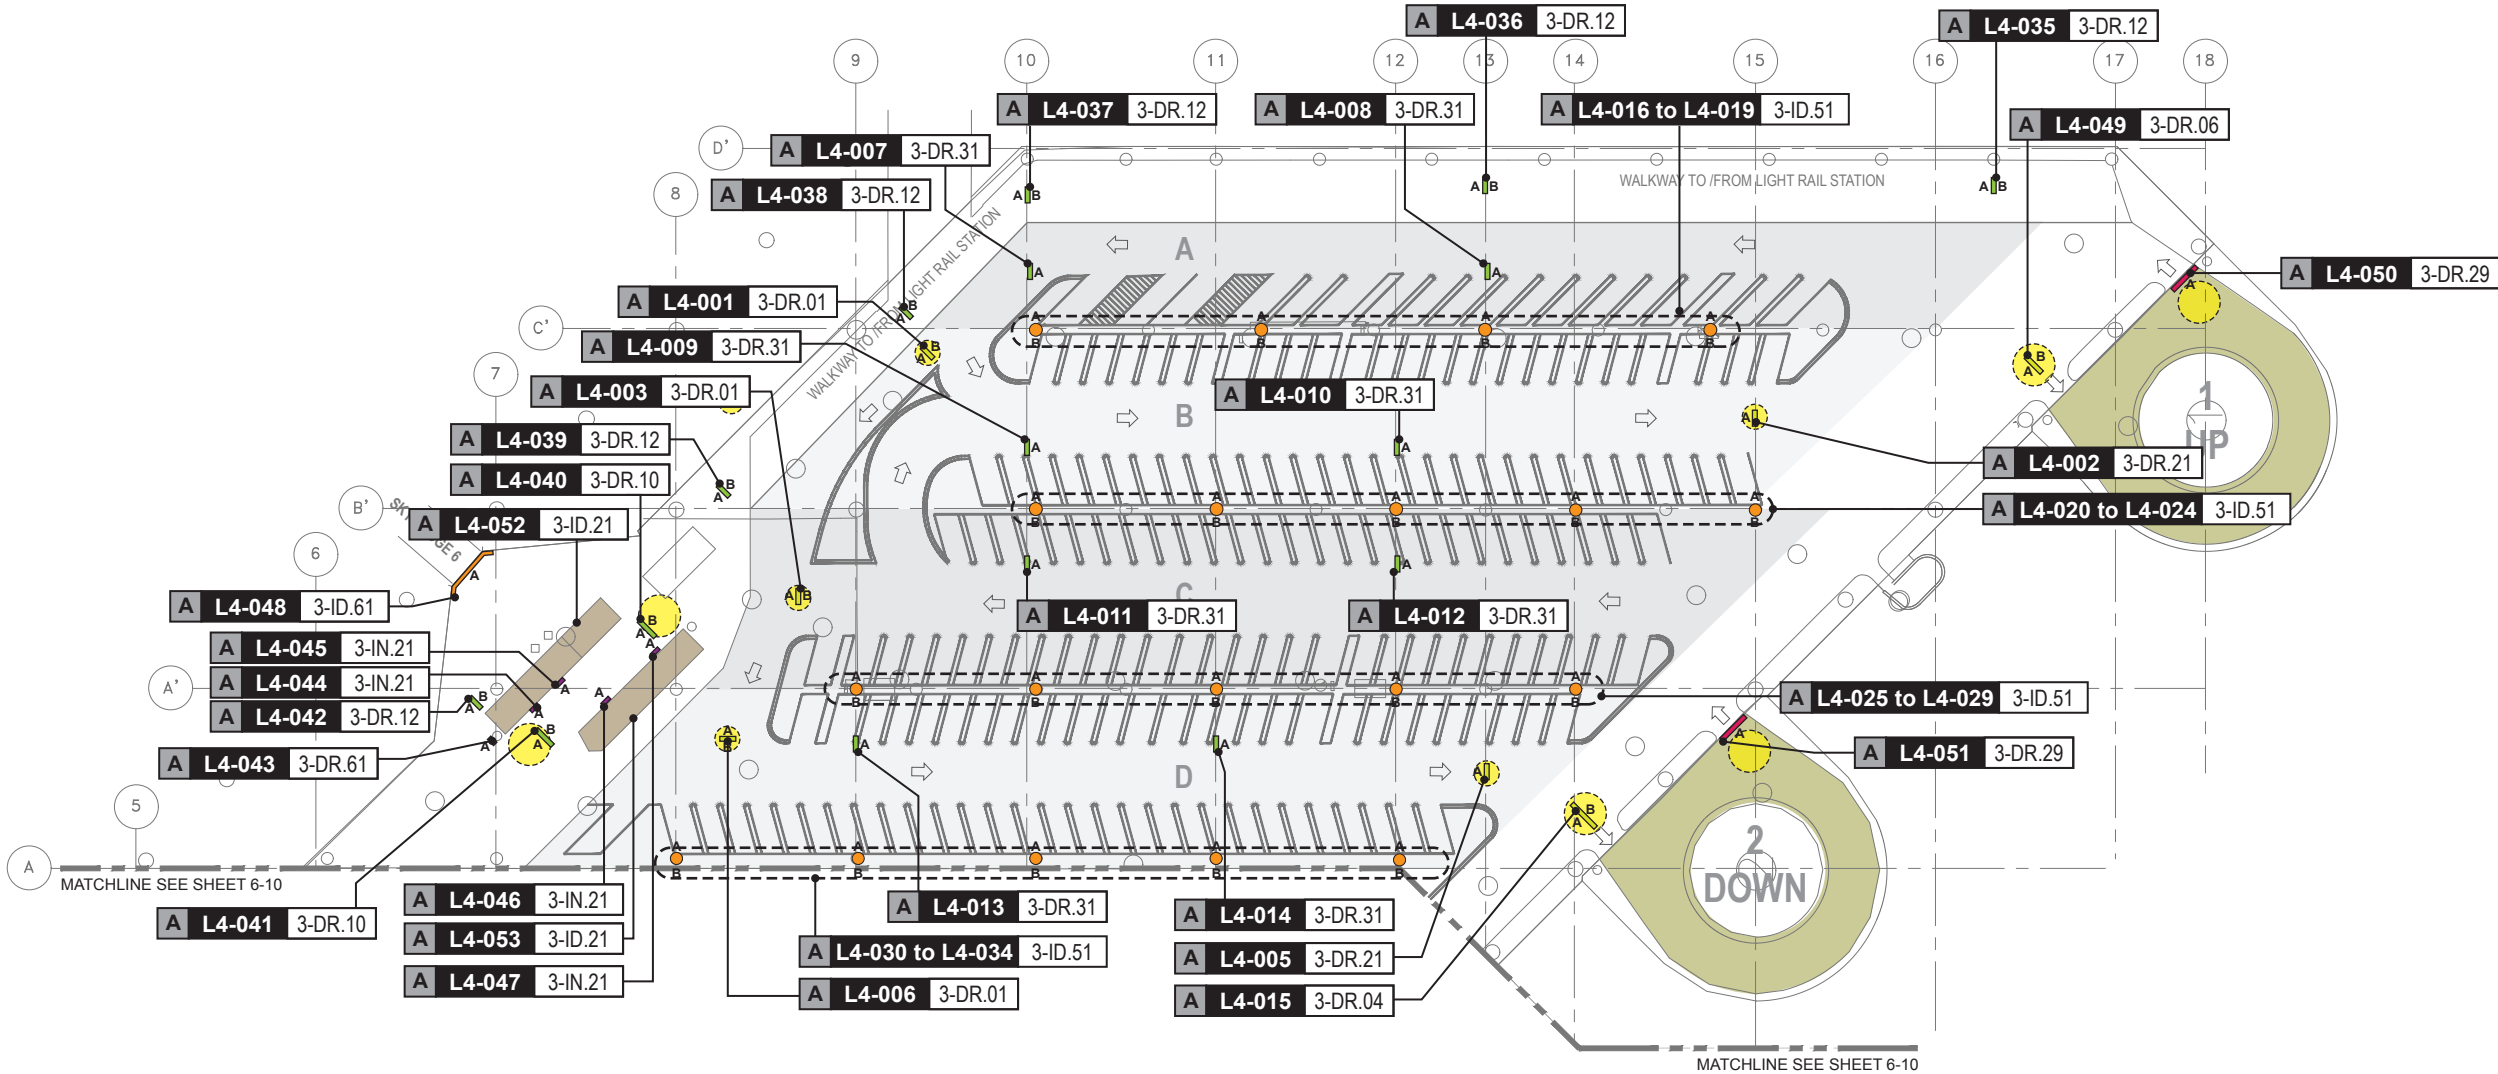 A L4-036 3-DR.12
A L4-035 3-DR.12
9
10
11
12
13
14
15
16
17
18
A L4-037 3-DR.12
A L4-008 3-DR.31
A L4-016 to L4-019 3-ID.51
A L4-049 3-DR.06
D'
A L4-007 3-DR.31
8
A L4-038 3-DR.12
A B
A B
A B
WALKWAY TO /FROM LIGHT RAIL STATION
WALKWAY TO /FROM LIGHT RAIL STATION
A
A L4-050 3-DR.29
A
A
A
A L4-001 3-DR.01
B
A
C'
A L4-009 3-DR.31
A B
A A A A
B B B B
B
A
7
A L4-003 3-DR.01
A L4-010 3-DR.31
1
UP
B
A
A L4-039 3-DR.12
A
A
A L4-002 3-DR.21
A L4-040 3-DR.10
B
A
B'
SK
GE 6
A L4-052 3-ID.21
A A A A A
B B B B B
A L4-020 to L4-024 3-ID.51
6
A
A
A
A L4-048 3-ID.61
A B
C
A L4-011 3-DR.31
A L4-012 3-DR.31
B
A
A L4-045 3-IN.21
A
A L4-044 3-IN.21
A'
A
A
A A A A A
B B B B B
A L4-025 to L4-029 3-ID.51
A L4-042 3-DR.12
B
A
A
B
A
A
A
B
A
A
A
A L4-051 3-DR.29
A L4-043 3-DR.61
D
A
5
B
A
2
DOWN
A
A A A A A
B B B B B
MATCHLINE SEE SHEET 6-10
A L4-046 3-IN.21
A L4-013 3-DR.31
A L4-014 3-DR.31
A L4-041 3-DR.10
A L4-053 3-ID.21
A L4-030 to L4-034 3-ID.51
A L4-005 3-DR.21
A L4-047 3-IN.21
A L4-006 3-DR.01
A L4-015 3-DR.04
MATCHLINE SEE SHEET 6-10